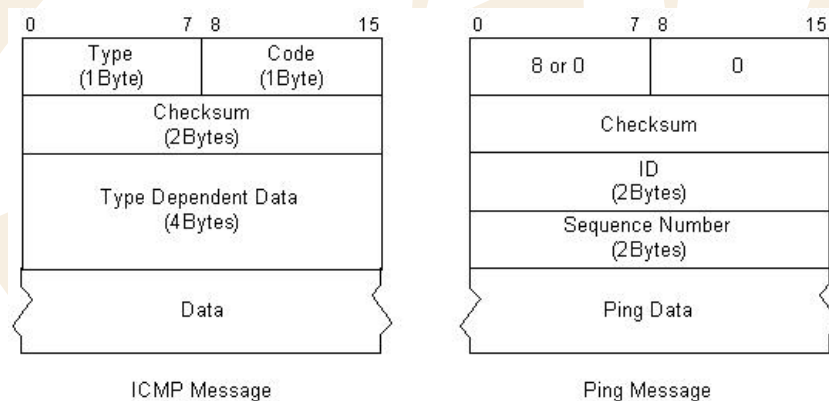 0 7 8 15
Type
(1Byte)
Code
(1Byte)
Checksum
(2Bytes)
Type Dependent Data
(4Bytes)
Data
ICMP Message
0 7 8 15
8 or 0
0
Checksum
ID
(2Bytes)
Sequence Number
(2Bytes)
Ping Data
Ping Message